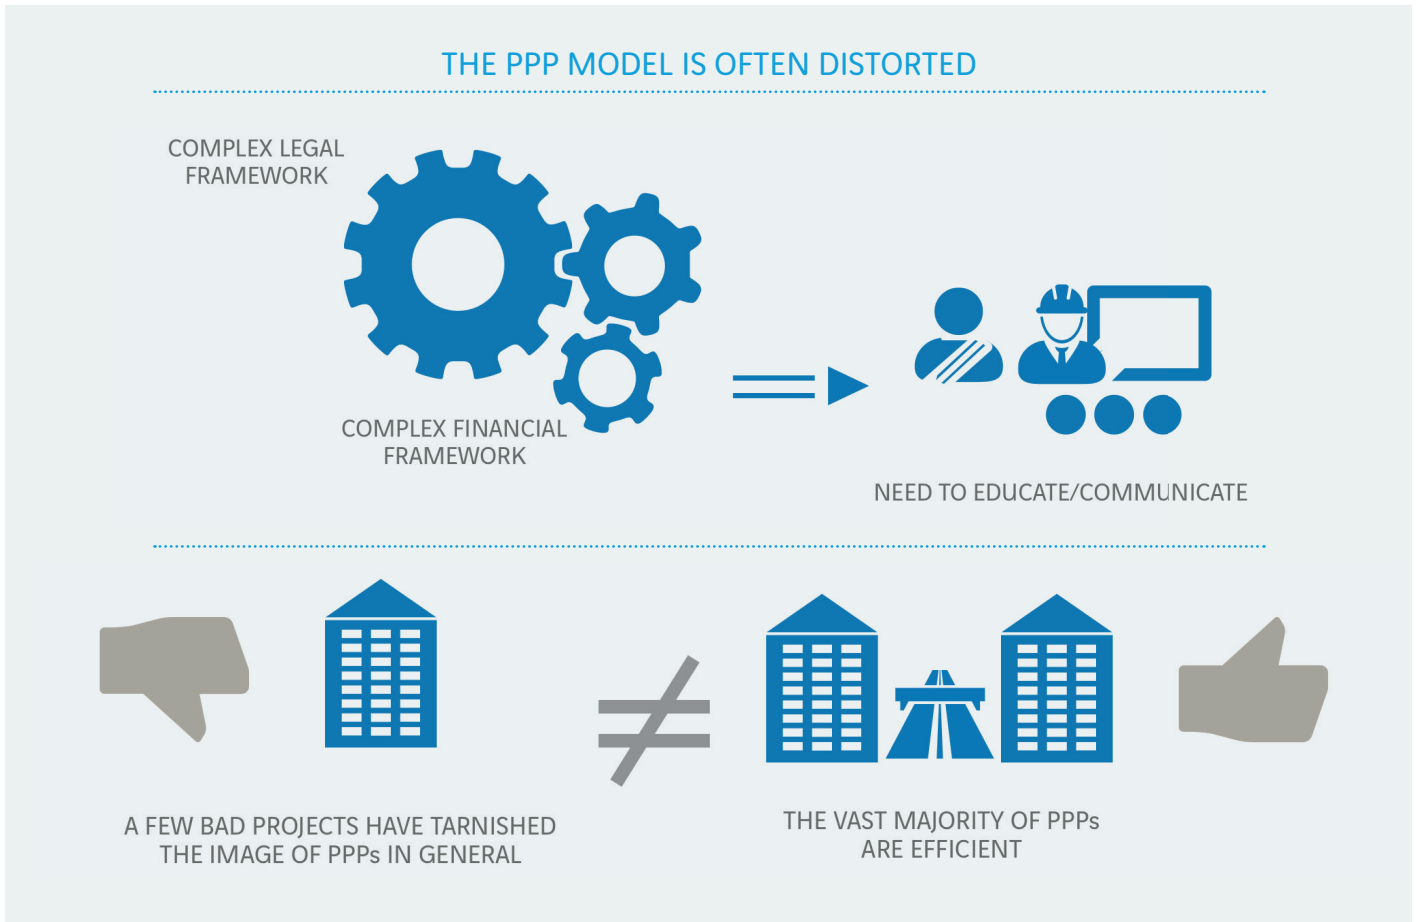 THE PPP MODEL IS OFTEN DISTORTED
COMPLEX LEGAL
FRAMEWORK
COMPLEX FINANCIAL
FRAMEWORK
NEED TO EDUCATE/COMMUNICATE
A FEW BAD PROJECTS HAVE TARNISHED
THE IMAGE OF PPPs IN GENERAL
THE VAST MAJORITY OF PPPs
ARE EFFICIENT